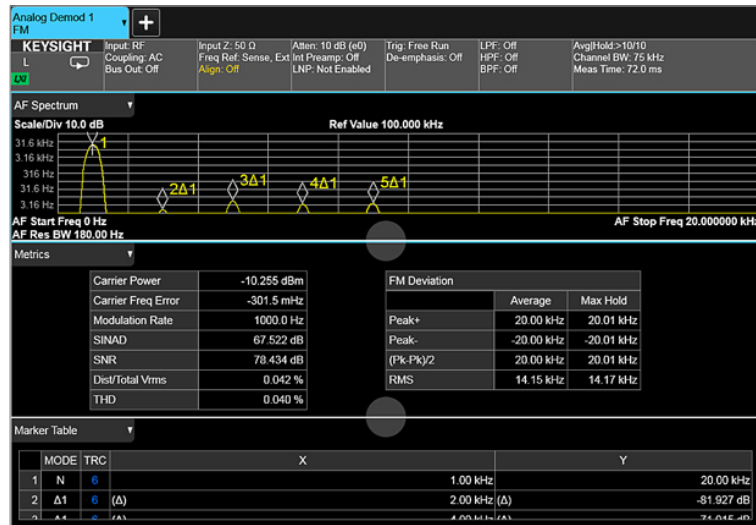 Analog Demod 1
FM
+
KEYSIGHT Input: RF Input Z: 50 Ω Atten: 10 dB (e0) Trig: Free Run LPF: Off Avg|Hold:>10/10
L Coupling: AC Freq Ref: Sense, Ext Int Preamp: Off De-emphasis: Off HPF: Off Channel BW: 75 kHz
LXI Bus Out: Off Align: Off LNP: Not Enabled BPF: Off Meas Time: 72.0 ms
AF Spectrum
Scale/Div 10.0 dB Ref Value 100.000 kHz
31.6 kHz 1
3.16 kHz
316 Hz
31.6 Hz 2Δ1 3Δ1 4Δ1 5Δ1
3.16 Hz
AF Start Freq 0 Hz AF Stop Freq 20.000000 kHz
AF Res BW 180.00 Hz
Metrics
Carrier Power -10.255 dBm FM Deviation
Carrier Freq Error -301.5 mHz Average Max Hold
Modulation Rate 1000.0 Hz Peak+ 20.00 kHz 20.01 kHz
SINAD 67.522 dB Peak- -20.00 kHz -20.01 kHz
SNR 78.434 dB (Pk-Pk)/2 20.00 kHz 20.01 kHz
Dist/Total Vrms 0.042 % RMS 14.15 kHz 14.17 kHz
THD 0.040 %
Marker Table
MODE TRC X Y
1 N 6 1.00 kHz 20.00 kHz
2 Δ1 6 (Δ) 2.00 kHz (Δ) -81.927 dB